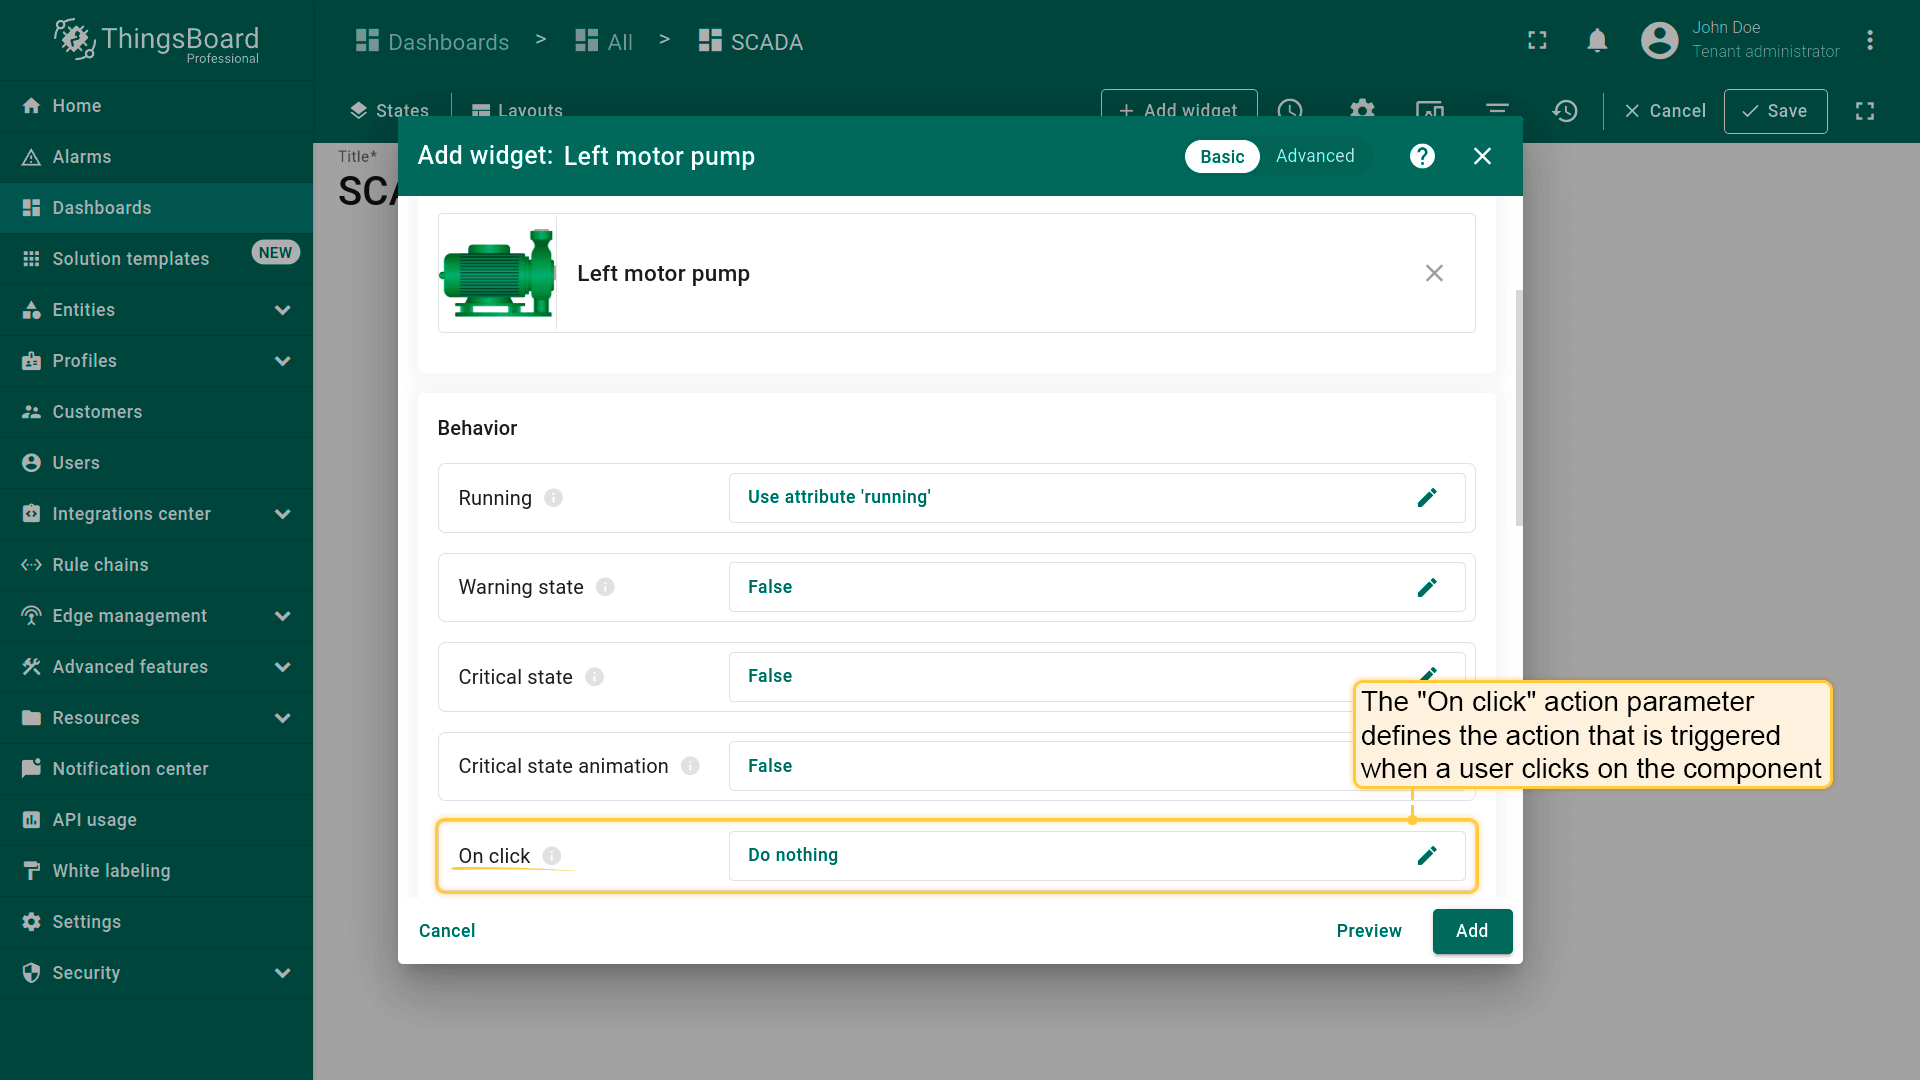 ThingsBoard
Professional
Dashboards > All > SCADA
John Doe
Tenant administrator
Home
Alarms
Dashboards
Solution templates NEW
Entities
Profiles
Customers
Users
Integrations center
Rule chains
Edge management
Advanced features
Resources
Notification center
API usage
White labeling
Settings
Security
States
Layouts
+ Add widget
Cancel
Save
Title*
SCA
Add widget: Left motor pump
Basic
Advanced
Left motor pump
Behavior
Running
Use attribute 'running'
Warning state
False
Critical state
False
Critical state animation
False
On click
Do nothing
The "On click" action parameter
defines the action that is triggered
when a user clicks on the component
Cancel
Preview
Add